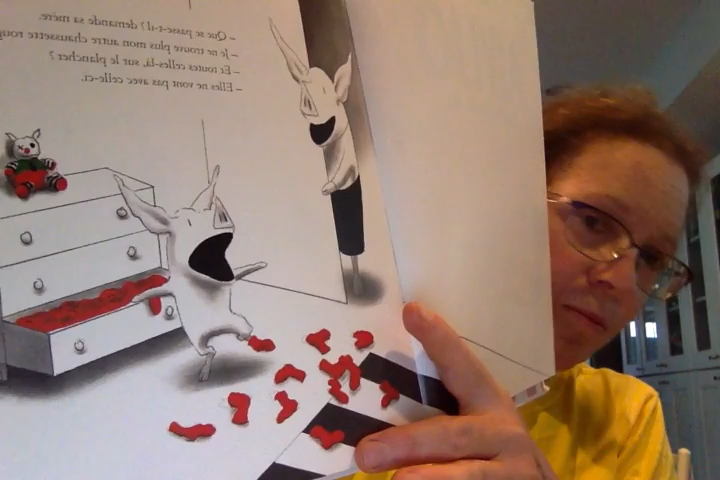 – Que se passe-t-il ? demande sa mère.
– Je ne trouve plus mon autre chaussette roug
– Et toutes celles-là, sur le plancher ?
– Elles ne vont pas avec celle-ci.